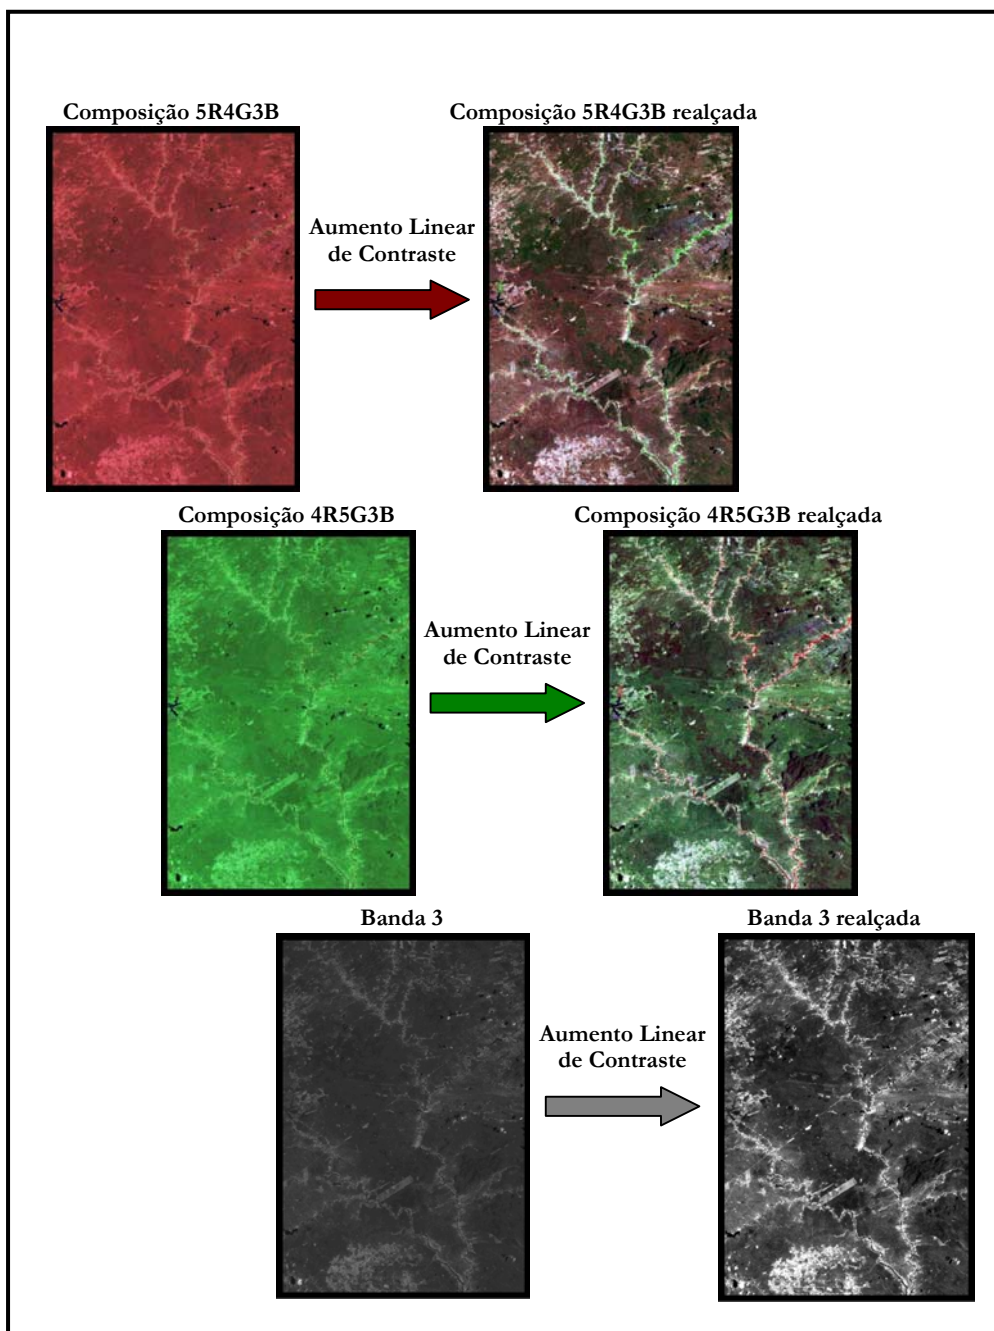 Composição 5R4G3B
Composição 5R4G3B realçada
Aumento Linear
de Contraste
Composição 4R5G3B
Composição 4R5G3B realçada
Aumento Linear
de Contraste
Banda 3
Banda 3 realçada
Aumento Linear
de Contraste